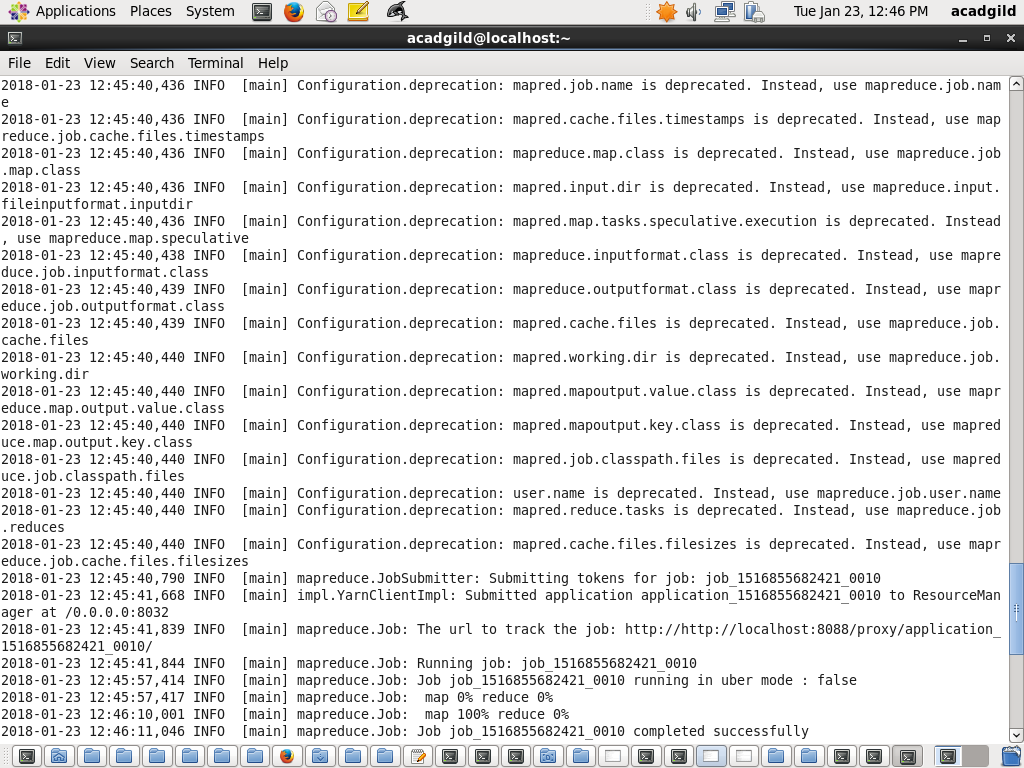 Applications Places System Tue Jan 23, 12:46 PM acadgild
acadgild@localhost:~
File Edit View Search Terminal Help
2018-01-23 12:45:40,436 INFO  [main] Configuration.deprecation: mapred.job.name is deprecated. Instead, use mapreduce.job.nam
e
2018-01-23 12:45:40,436 INFO  [main] Configuration.deprecation: mapred.cache.files.timestamps is deprecated. Instead, use map
reduce.job.cache.files.timestamps
2018-01-23 12:45:40,436 INFO  [main] Configuration.deprecation: mapreduce.map.class is deprecated. Instead, use mapreduce.job
.map.class
2018-01-23 12:45:40,436 INFO  [main] Configuration.deprecation: mapred.input.dir is deprecated. Instead, use mapreduce.input.
fileinputformat.inputdir
2018-01-23 12:45:40,436 INFO  [main] Configuration.deprecation: mapred.map.tasks.speculative.execution is deprecated. Instead
, use mapreduce.map.speculative
2018-01-23 12:45:40,438 INFO  [main] Configuration.deprecation: mapreduce.inputformat.class is deprecated. Instead, use mapre
duce.job.inputformat.class
2018-01-23 12:45:40,439 INFO  [main] Configuration.deprecation: mapreduce.outputformat.class is deprecated. Instead, use mapr
educe.job.outputformat.class
2018-01-23 12:45:40,439 INFO  [main] Configuration.deprecation: mapred.cache.files is deprecated. Instead, use mapreduce.job.
cache.files
2018-01-23 12:45:40,440 INFO  [main] Configuration.deprecation: mapred.working.dir is deprecated. Instead, use mapreduce.job.
working.dir
2018-01-23 12:45:40,440 INFO  [main] Configuration.deprecation: mapred.mapoutput.value.class is deprecated. Instead, use mapr
educe.map.output.value.class
2018-01-23 12:45:40,440 INFO  [main] Configuration.deprecation: mapred.mapoutput.key.class is deprecated. Instead, use mapred
uce.map.output.key.class
2018-01-23 12:45:40,440 INFO  [main] Configuration.deprecation: mapred.job.classpath.files is deprecated. Instead, use mapred
uce.job.classpath.files
2018-01-23 12:45:40,440 INFO  [main] Configuration.deprecation: user.name is deprecated. Instead, use mapreduce.job.user.name
2018-01-23 12:45:40,440 INFO  [main] Configuration.deprecation: mapred.reduce.tasks is deprecated. Instead, use mapreduce.job
.reduces
2018-01-23 12:45:40,440 INFO  [main] Configuration.deprecation: mapred.cache.files.filesizes is deprecated. Instead, use mapr
educe.job.cache.files.filesizes
2018-01-23 12:45:40,790 INFO  [main] mapreduce.JobSubmitter: Submitting tokens for job: job_1516855682421_0010
2018-01-23 12:45:41,668 INFO  [main] impl.YarnClientImpl: Submitted application application_1516855682421_0010 to ResourceMan
ager at /0.0.0.0:8032
2018-01-23 12:45:41,839 INFO  [main] mapreduce.Job: The url to track the job: http://http://localhost:8088/proxy/application_
1516855682421_0010/
2018-01-23 12:45:41,844 INFO  [main] mapreduce.Job: Running job: job_1516855682421_0010
2018-01-23 12:45:57,414 INFO  [main] mapreduce.Job: Job job_1516855682421_0010 running in uber mode : false
2018-01-23 12:45:57,417 INFO  [main] mapreduce.Job:  map 0% reduce 0%
2018-01-23 12:46:10,001 INFO  [main] mapreduce.Job:  map 100% reduce 0%
2018-01-23 12:46:11,046 INFO  [main] mapreduce.Job: Job job_1516855682421_0010 completed successfully